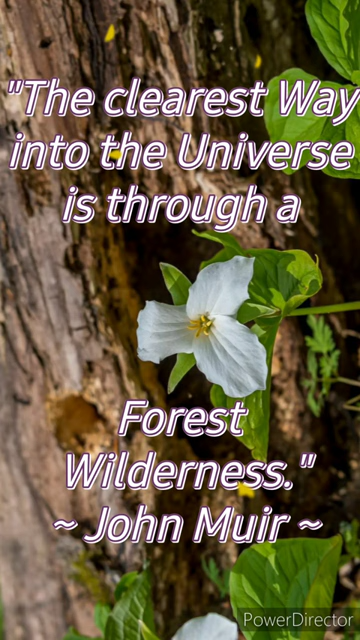 "The clearest Way
into the Universe
is through a
Forest
Wilderness."
~ John Muir ~
PowerDirector